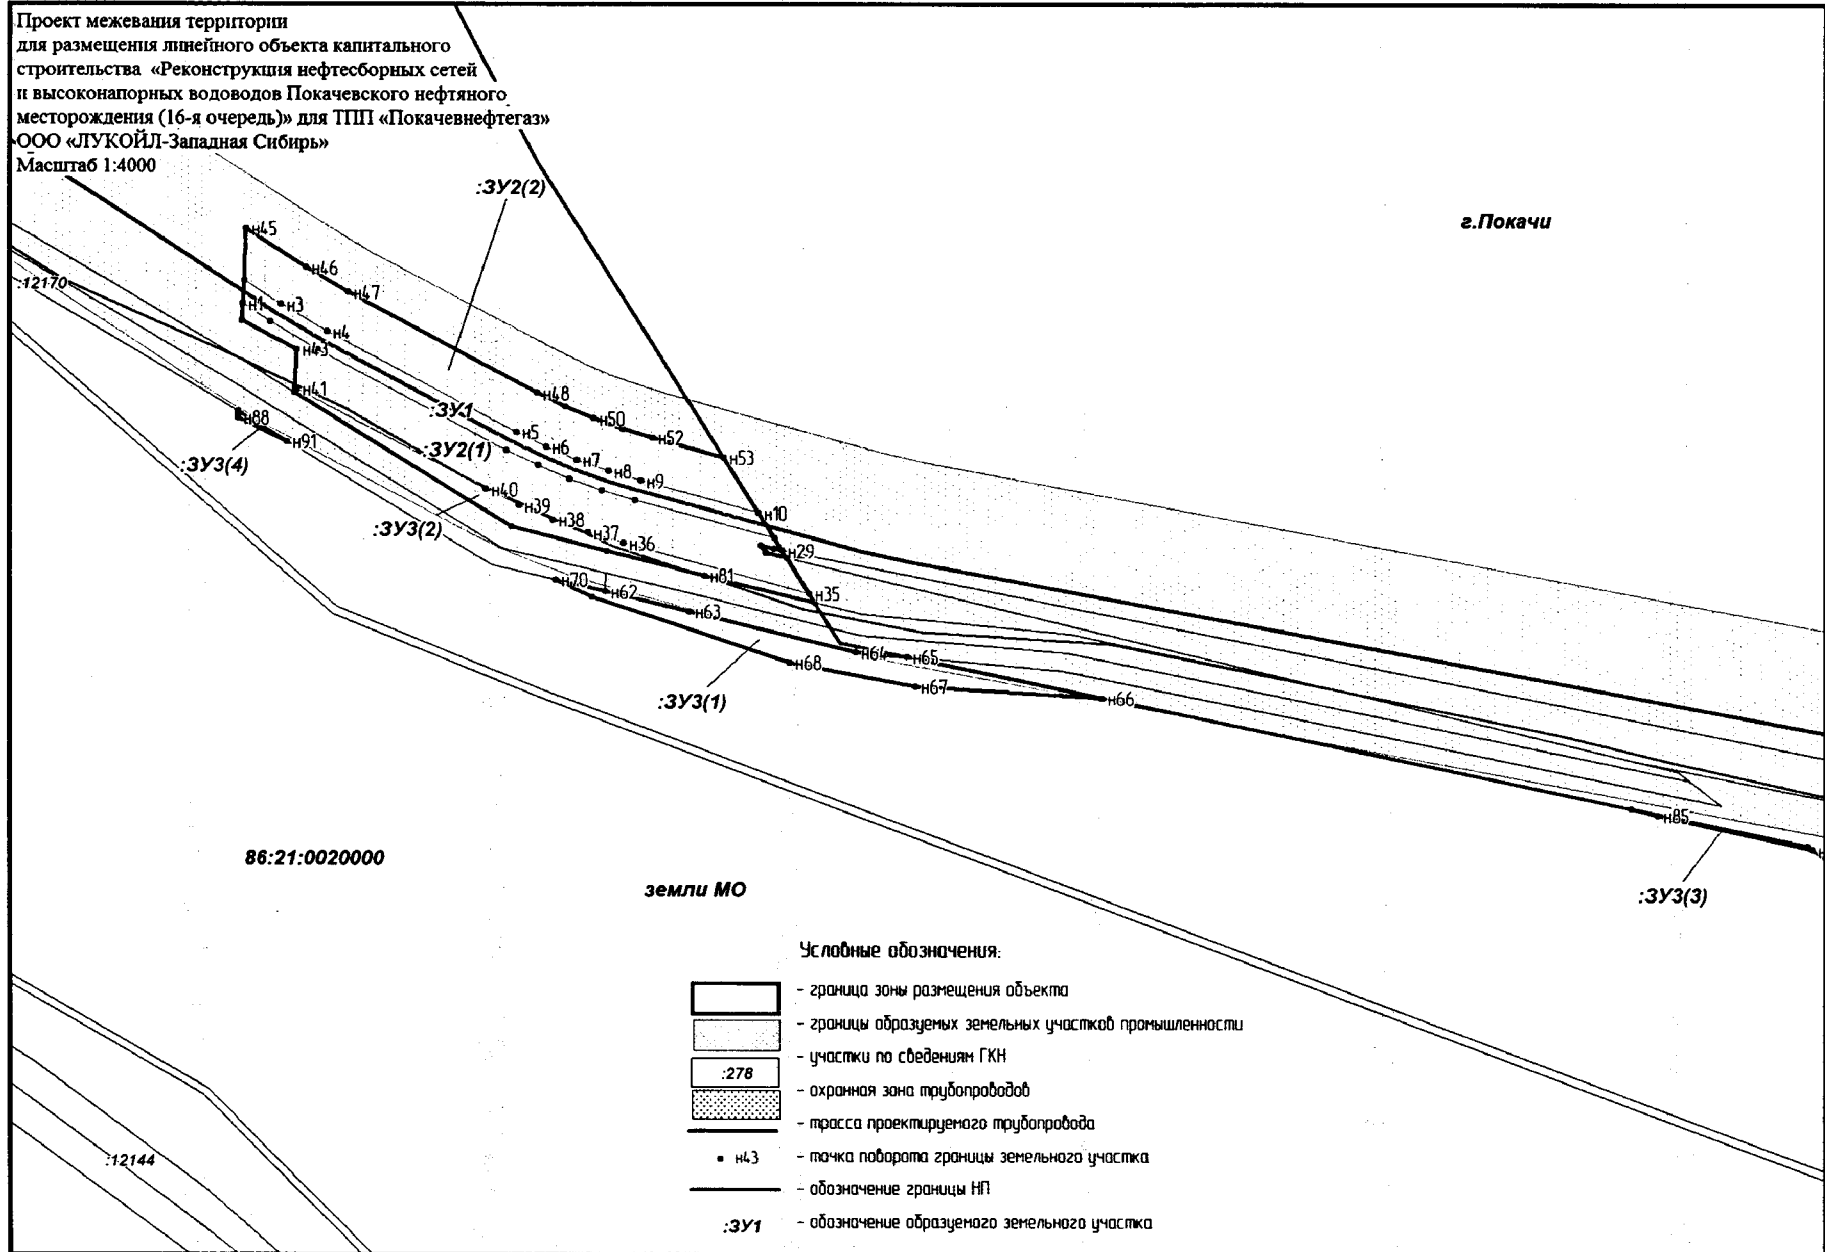 Проект межевания территории
для размещения линейного объекта капитального
строительства «Реконструкция нефтесборных сетей
и высоконапорных водоводов Покачевского нефтяного
месторождения (16-я очередь)» для ТПП «Покачевнефтегаз»
ООО «ЛУКОЙЛ-Западная Сибирь»
Масштаб 1:4000
:ЗУ2(2)
г.Покачи
н45
н46
н47
:12170
н1
н3
н4
н43
н41
н48
:ЗУ1
н50
н5
н52
н88
н91
:ЗУ2(1)
н6
н7
н53
:ЗУ3(4)
н8
н9
н40
н39
н10
:ЗУ3(2)
н38
н37
н36
н29
н70
н81
н62
н35
н63
н64
н65
н68
н67
:ЗУ3(1)
н66
н85
86:21:0020000
земли МО
:ЗУ3(3)
Условные обозначения:
- граница зоны размещения объекта
- границы образуемых земельных участков промышленности
- участки по сведениям ГКН
:278
- охранная зона трубопроводов
- трасса проектируемого трубопровода
н43 - точка поворота границы земельного участка
- обозначение границы НП
:ЗУ1 - обозначение образуемого земельного участка
:12144